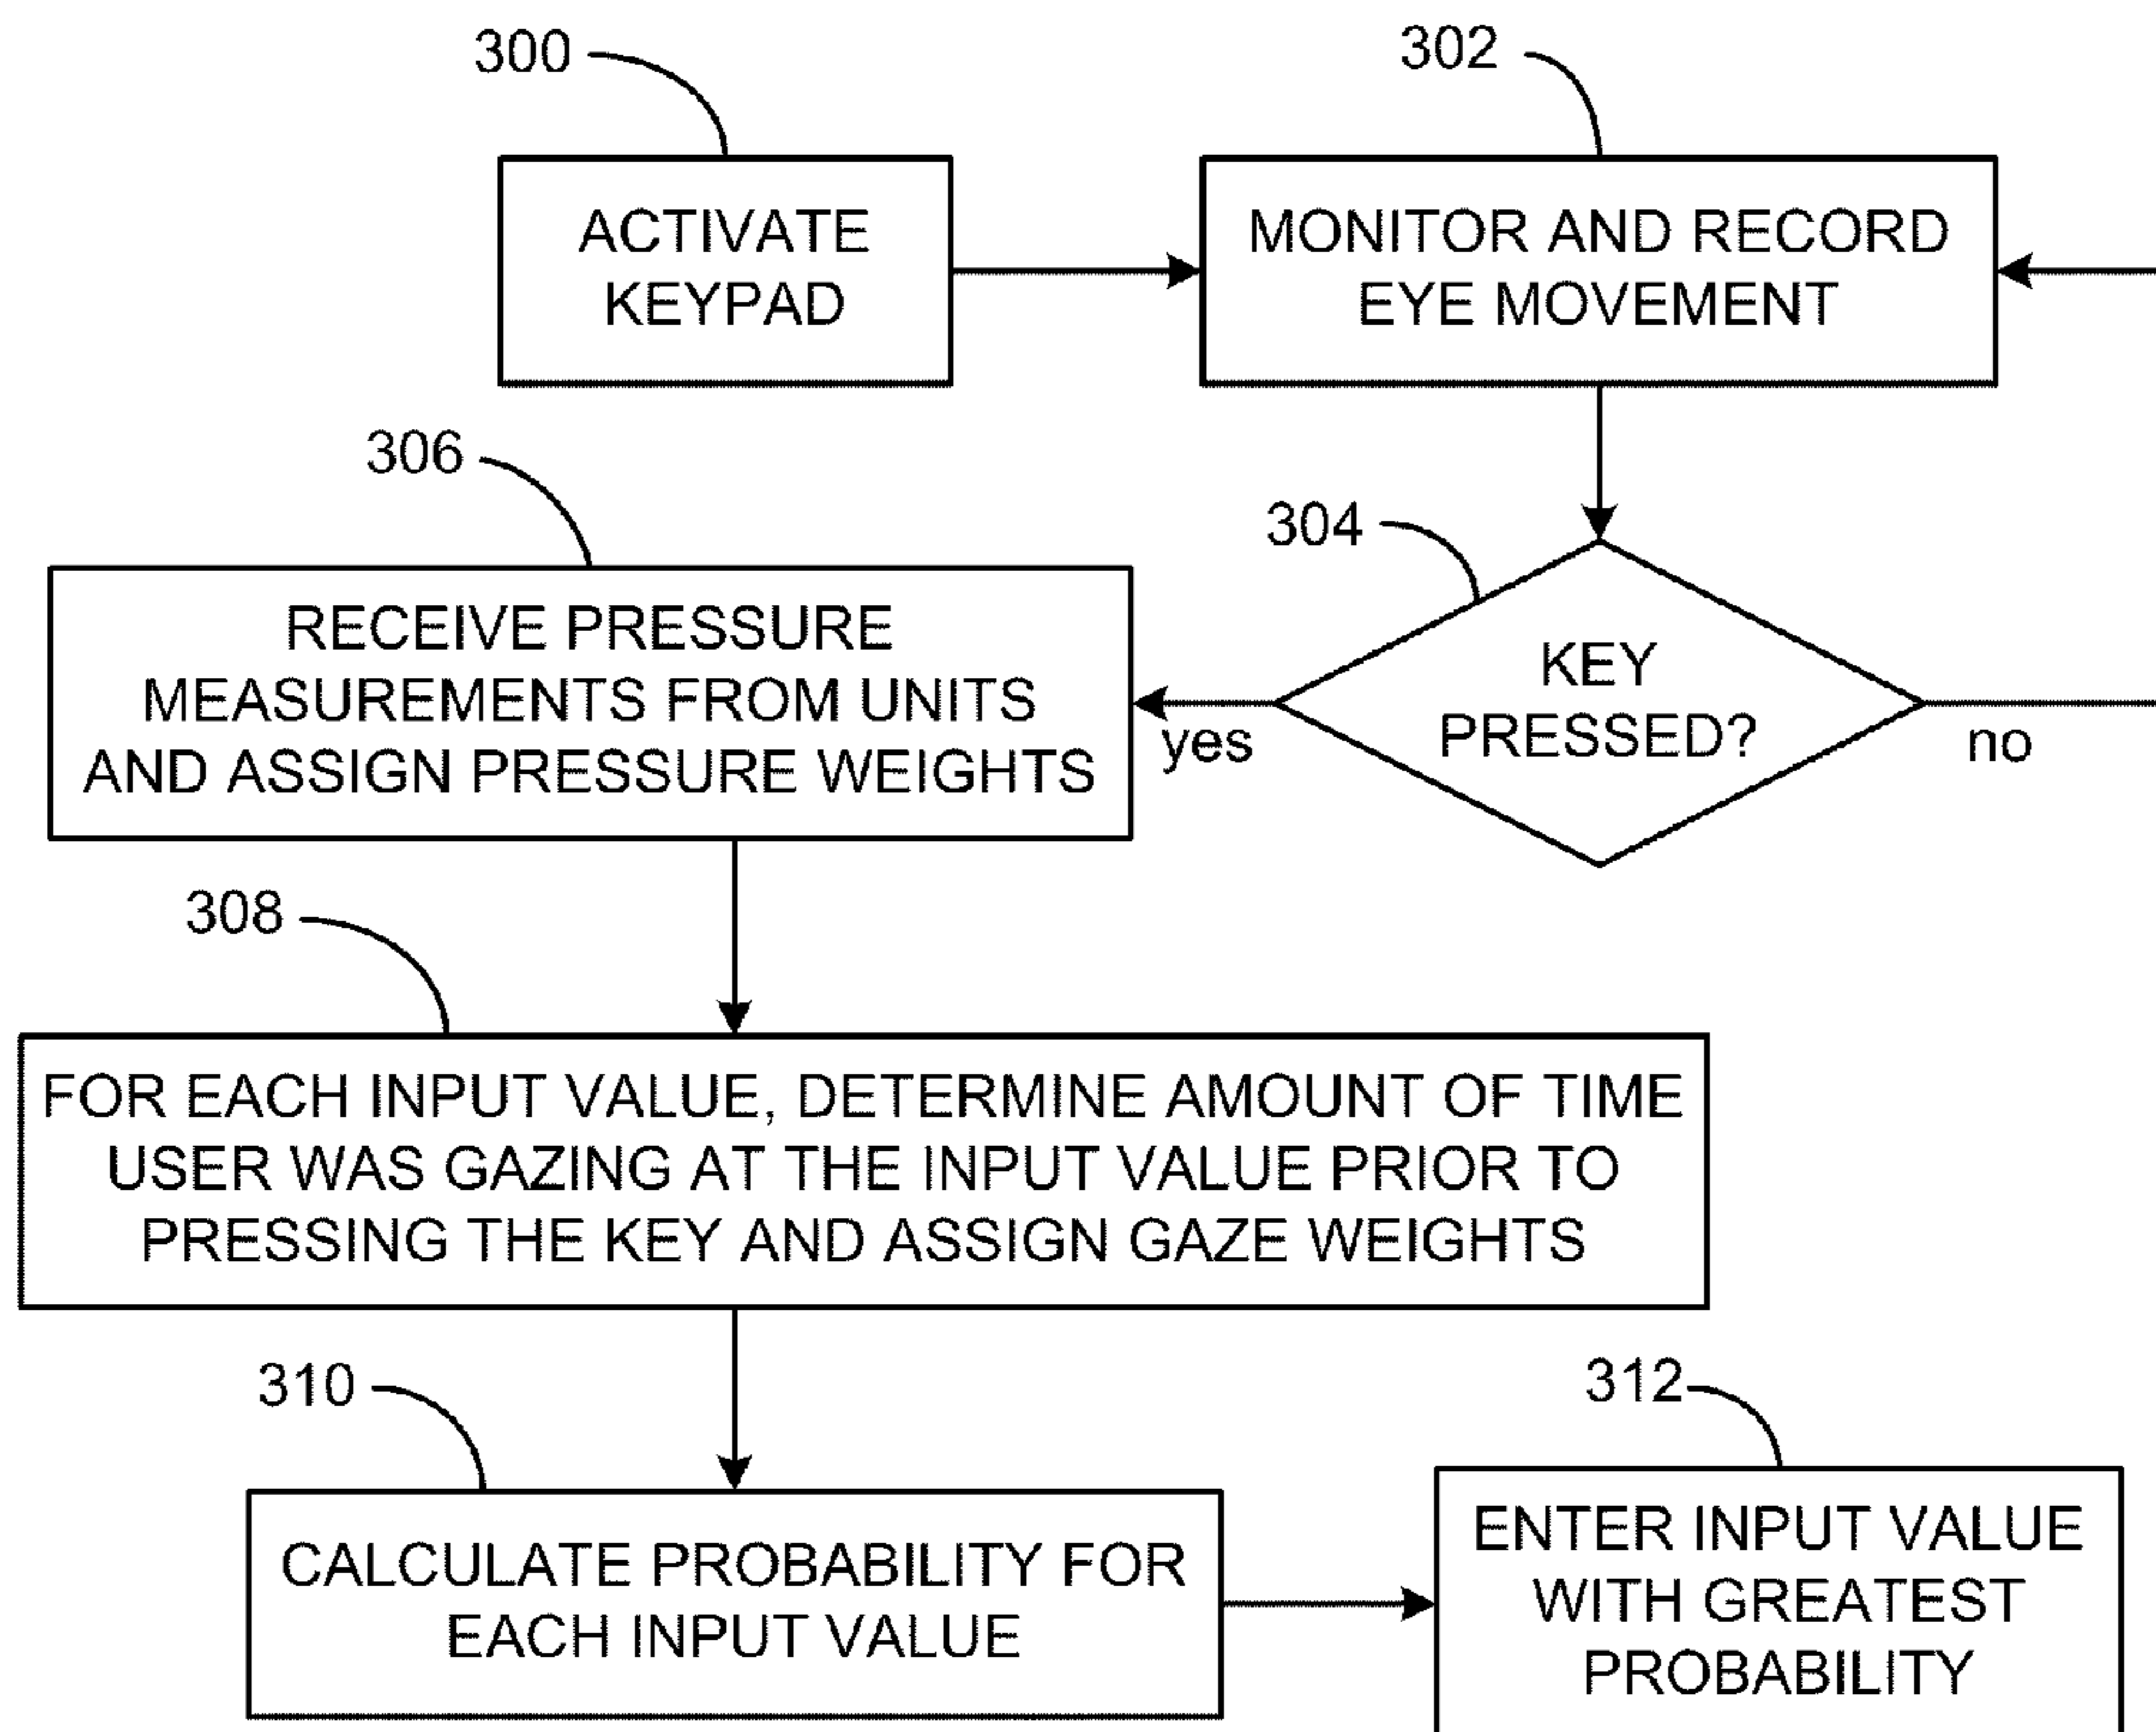 300
ACTIVATE
KEYPAD
302
MONITOR AND RECORD
EYE MOVEMENT
304
KEY
PRESSED?
yes
no
306
RECEIVE PRESSURE
MEASUREMENTS FROM UNITS
AND ASSIGN PRESSURE WEIGHTS
308
FOR EACH INPUT VALUE, DETERMINE AMOUNT OF TIME
USER WAS GAZING AT THE INPUT VALUE PRIOR TO
PRESSING THE KEY AND ASSIGN GAZE WEIGHTS
310
CALCULATE PROBABILITY FOR
EACH INPUT VALUE
312
ENTER INPUT VALUE
WITH GREATEST
PROBABILITY